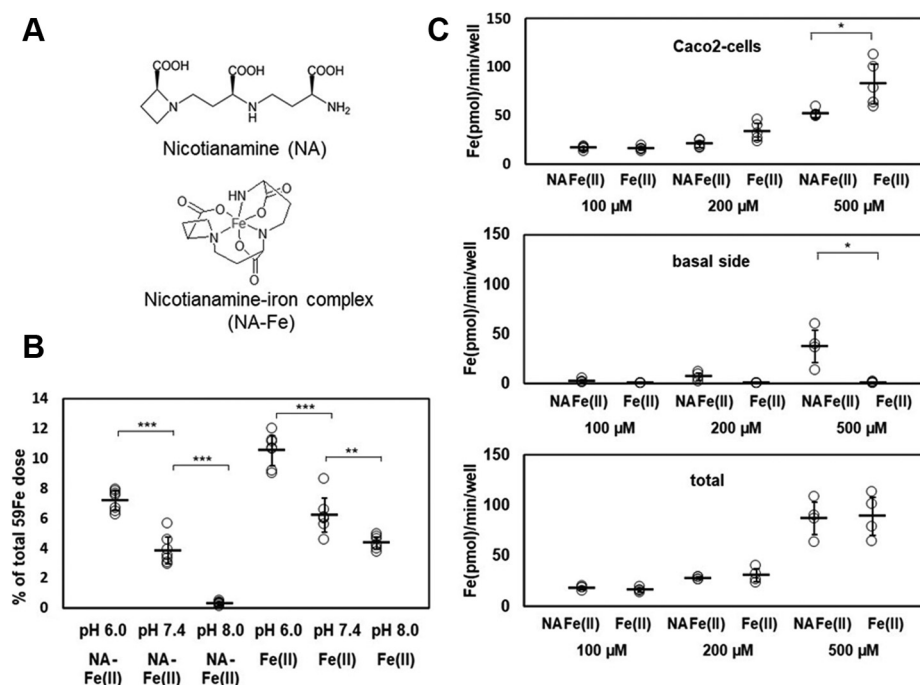 A
COOH
COOH
COOH
N
N
H
NH₂
Nicotianamine (NA)
O
O
HN
O
O
O
Fe
N
N
O
O
Nicotianamine-iron complex
(NA-Fe)
B
% of total 59Fe dose
14
12
10
8
6
4
2
0
***
***
***
**
pH 6.0 pH 7.4 pH 8.0 pH 6.0 pH 7.4 pH 8.0
NA-Fe(II) NA-Fe(II) NA-Fe(II) Fe(II) Fe(II) Fe(II)
C
Fe(pmol)/min/well
150
100
50
0
Caco2-cells
*
NAFe(II) Fe(II) NAFe(II) Fe(II) NAFe(II) Fe(II)
100 µM 200 µM 500 µM
Fe(pmol)/min/well
150
100
50
0
basal side
*
NAFe(II) Fe(II) NAFe(II) Fe(II) NAFe(II) Fe(II)
100 µM 200 µM 500 µM
Fe(pmol)/min/well
150
100
50
0
total
NAFe(II) Fe(II) NAFe(II) Fe(II) NAFe(II) Fe(II)
100 µM 200 µM 500 µM